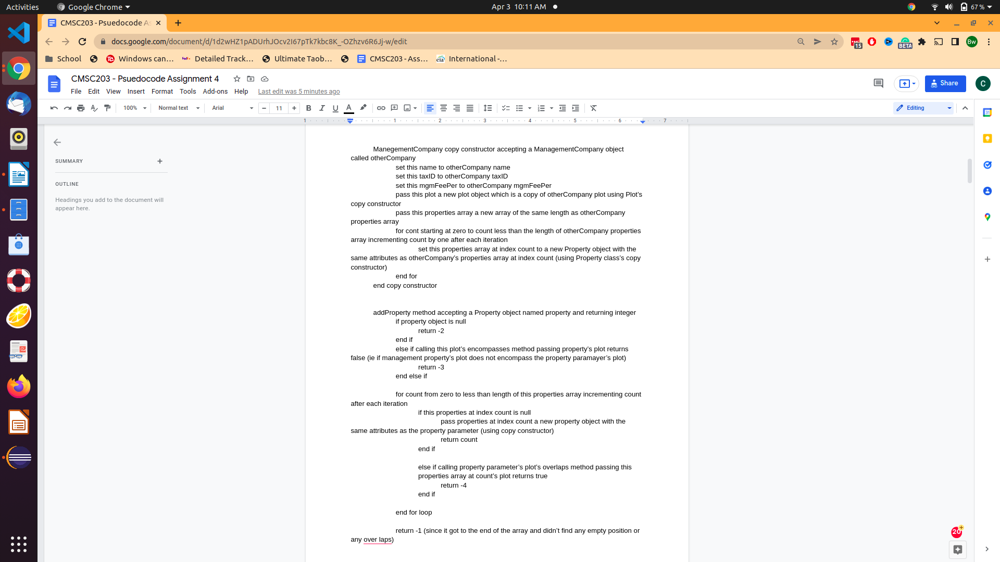 Activities
Google Chrome
Apr 3 10:11 AM
67 %
CMSC203 - Psuedocode As
docs.google.com/document/d/1d2wHZ1pADUrhJOcv2I67pTk7kbc8K_-OZhzv6R6Jj-w/edit
15
BETA
Bw
School
Windows can…
Detailed Track…
Ultimate Taob…
CMSC203 - Ass…
International -…
CMSC203 - Psuedocode Assignment 4
Share
C
File Edit View Insert Format Tools Add-ons Help Last edit was 5 minutes ago
100% Normal text Arial 11 B I U A Editing
1 1 2 3 4 5 6 7
31
SUMMARY
OUTLINE
Headings you add to the document will
appear here.
ManegementCompany copy constructor accepting a ManagementCompany object
called otherCompany
set this name to otherCompany name
set this taxID to otherCompany taxID
set this mgmFeePer to otherCompany mgmFeePer
pass this plot a new plot object which is a copy of otherCompany plot using Plot’s
copy constructor
pass this properties array a new array of the same length as otherCompany
properties array
for cont starting at zero to count less than the length of otherCompany properties
array incrementing count by one after each iteration
set this properties array at index count to a new Property object with the
same attributes as otherCompany’s properties array at index count (using Property class’s copy
constructor)
end for
end copy constructor
addProperty method accepting a Property object named property and returning integer
if property object is null
return -2
end if
else if calling this plot’s encompasses method passing property’s plot returns
false (ie if management property’s plot does not encompass the property paramayer’s plot)
return -3
end else if
for count from zero to less than length of this properties array incrementing count
after each iteration
if this properties at index count is null
pass properties at index count a new property object with the
same attributes as the property parameter (using copy constructor)
return count
end if
else if calling property parameter’s plot’s overlaps method passing this
properties array at count’s plot returns true
return -4
end if
end for loop
return -1 (since it got to the end of the array and didn’t find any empty position or
any over laps)
20